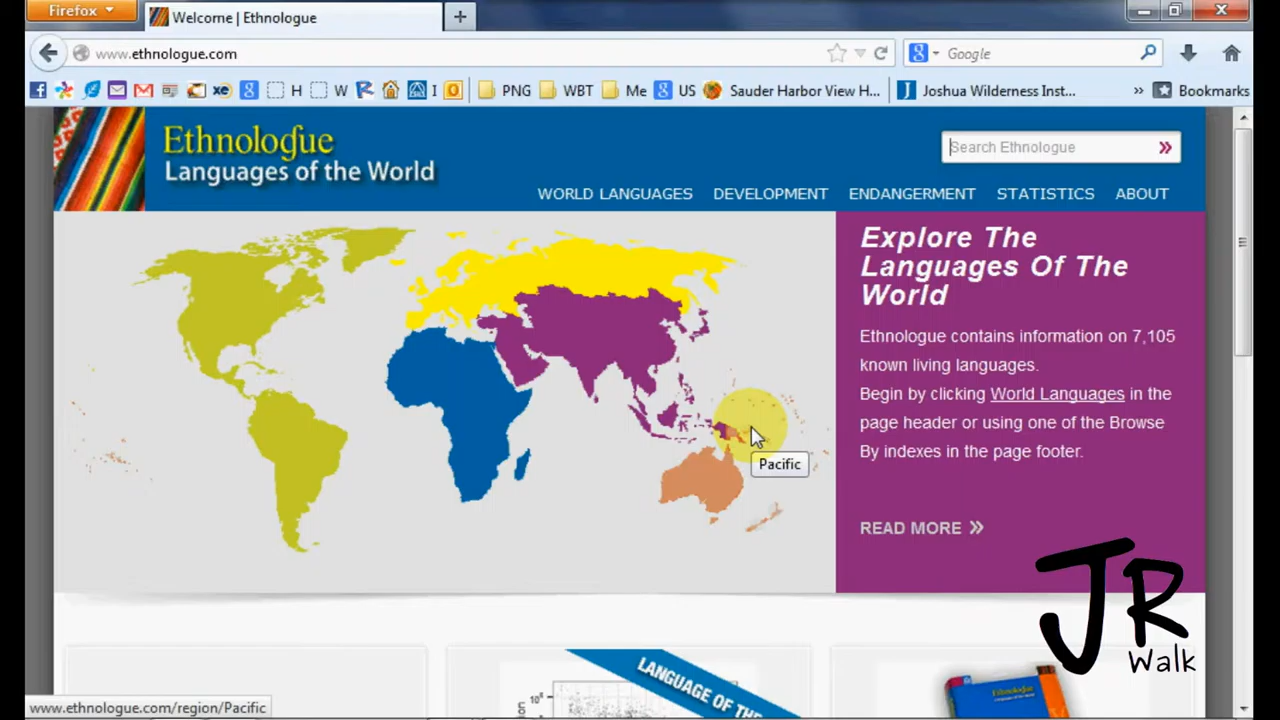 Firefox
Welcome | Ethnologue
www.ethnologue.com
Google
H
W
I
PNG
WBT
Me
US
Sauder Harbor View H...
Joshua Wilderness Inst...
Bookmarks
Ethnologue
Languages of the World
Search Ethnologue
WORLD LANGUAGES
DEVELOPMENT
ENDANGERMENT
STATISTICS
ABOUT
Explore The
Languages Of The
World
Ethnologue contains information on 7,105
known living languages.
Begin by clicking World Languages in the
page header or using one of the Browse
By indexes in the page footer.
READ MORE »
Pacific
JR
Walk
LANGUAGE OF THE
Ethnologue
www.ethnologue.com/region/Pacific